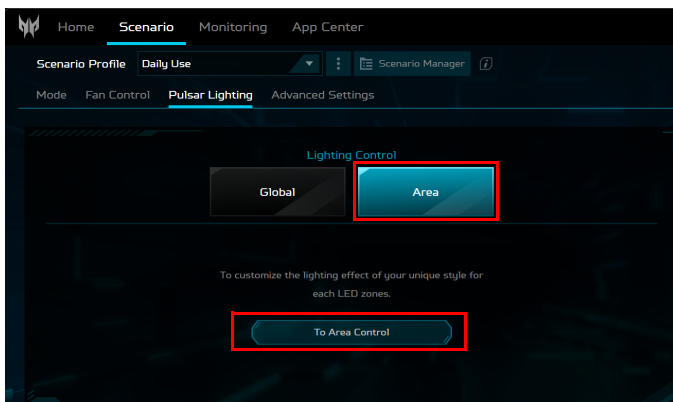 Home Scenario Monitoring App Center
Scenario Profile Daily Use Scenario Manager i
Mode Fan Control Pulsar Lighting Advanced Settings
Lighting Control
Global Area
To customize the lighting effect of your unique style for
each LED zones.
To Area Control